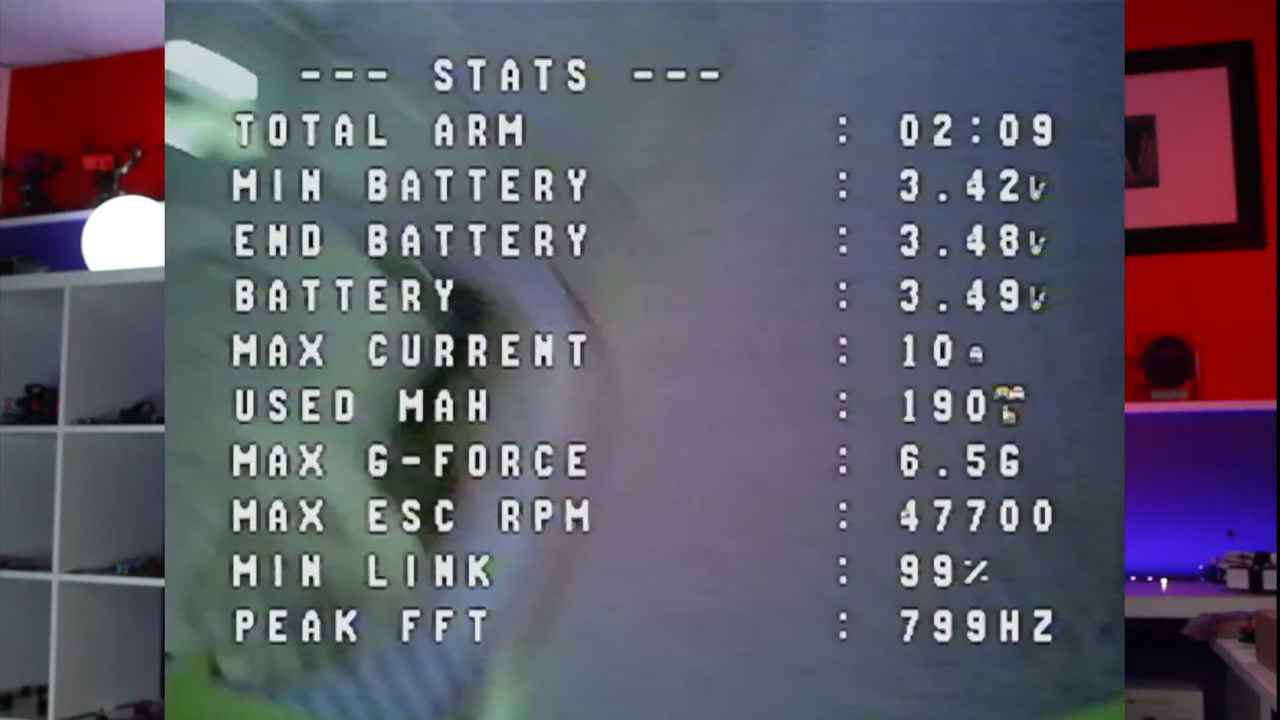 --- STATS ---
TOTAL ARM : 02:09
MIN BATTERY : 3.42V
END BATTERY : 3.48V
BATTERY : 3.49V
MAX CURRENT : 10A
USED MAH : 190
MAX G-FORCE : 6.5G
MAX ESC RPM : 47700
MIN LINK : 99%
PEAK FFT : 799HZ